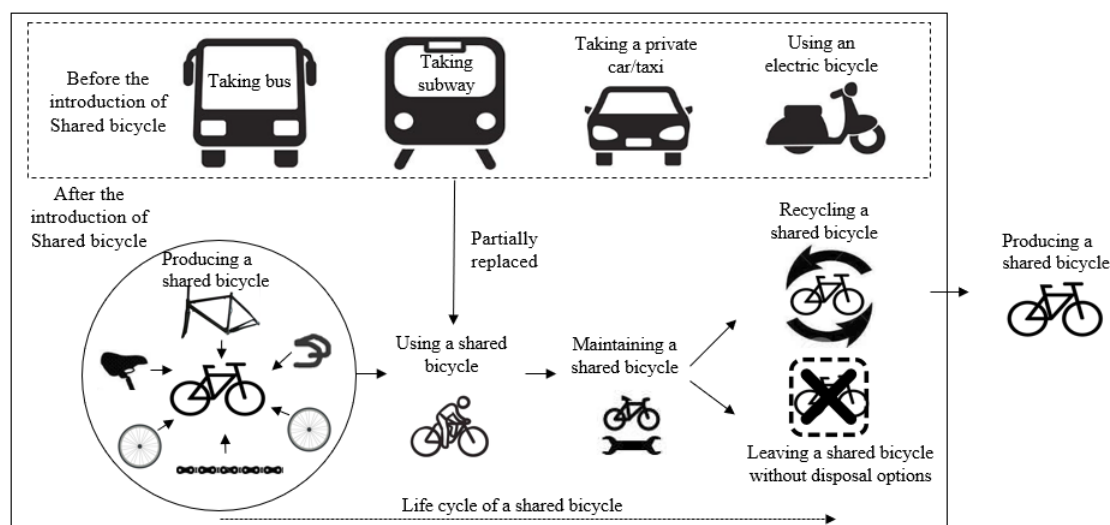 Before the
introduction of
Shared bicycle
Taking bus
Taking
subway
Taking a private
car/taxi
Using an
electric bicycle
After the
introduction of
Shared bicycle
Partially
replaced
Producing a
shared bicycle
Using a shared
bicycle
Maintaining a
shared bicycle
Recycling a
shared bicycle
Leaving a shared bicycle
without disposal options
Producing a
shared bicycle
Life cycle of a shared bicycle